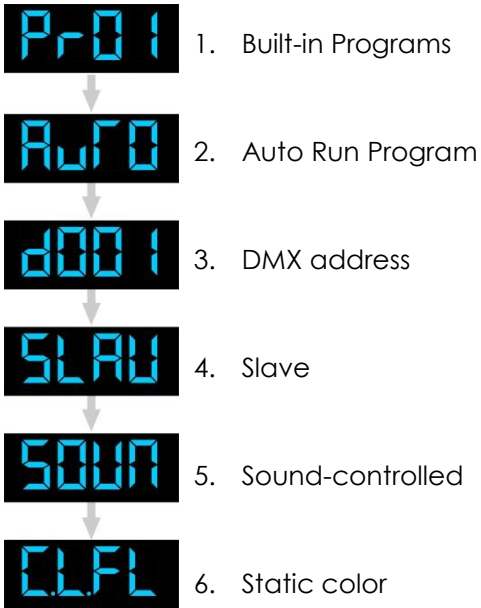 Pr01 1. Built-in Programs
AuTO 2. Auto Run Program
d001 3. DMX address
SLAV 4. Slave
SOUN 5. Sound-controlled
C.L.FL 6. Static color